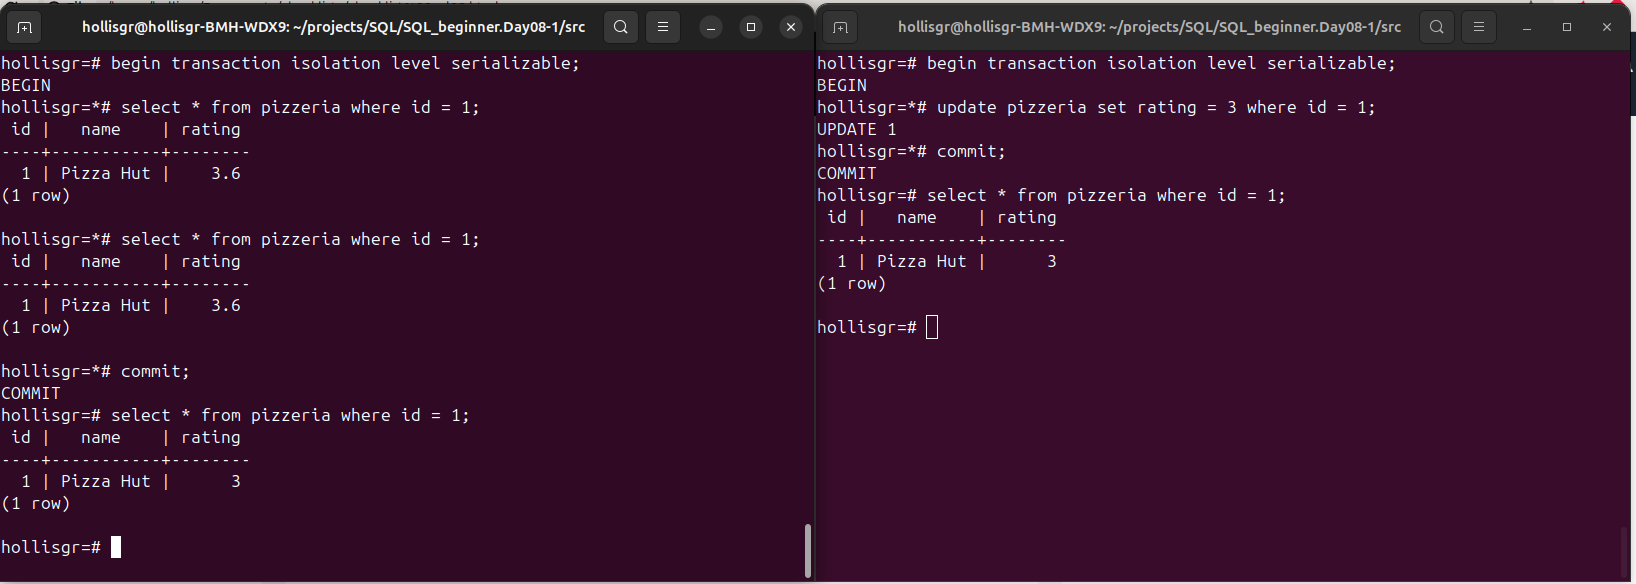 hollisgr@hollisgr-BMH-WDX9: ~/projects/SQL/SQL_beginner.Day08-1/src
hollisgr=# begin transaction isolation level serializable;
BEGIN
hollisgr=*# select * from pizzeria where id = 1;
 id |   name    | rating
----+-----------+--------
  1 | Pizza Hut |    3.6
(1 row)

hollisgr=*# select * from pizzeria where id = 1;
 id |   name    | rating
----+-----------+--------
  1 | Pizza Hut |    3.6
(1 row)

hollisgr=*# commit;
COMMIT
hollisgr=# select * from pizzeria where id = 1;
 id |   name    | rating
----+-----------+--------
  1 | Pizza Hut |      3
(1 row)

hollisgr=#
hollisgr@hollisgr-BMH-WDX9: ~/projects/SQL/SQL_beginner.Day08-1/src
hollisgr=# begin transaction isolation level serializable;
BEGIN
hollisgr=*# update pizzeria set rating = 3 where id = 1;
UPDATE 1
hollisgr=*# commit;
COMMIT
hollisgr=# select * from pizzeria where id = 1;
 id |   name    | rating
----+-----------+--------
  1 | Pizza Hut |      3
(1 row)

hollisgr=#